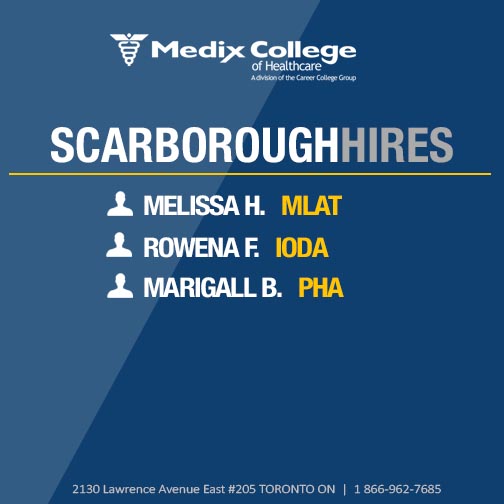 Medix College
of Healthcare
A division of the Career College Group
SCARBOROUGHHIRES
MELISSA H. MLAT
ROWENA F. IODA
MARIGALL B. PHA
2130 Lawrence Avenue East #205 TORONTO ON | 1 866-962-7685